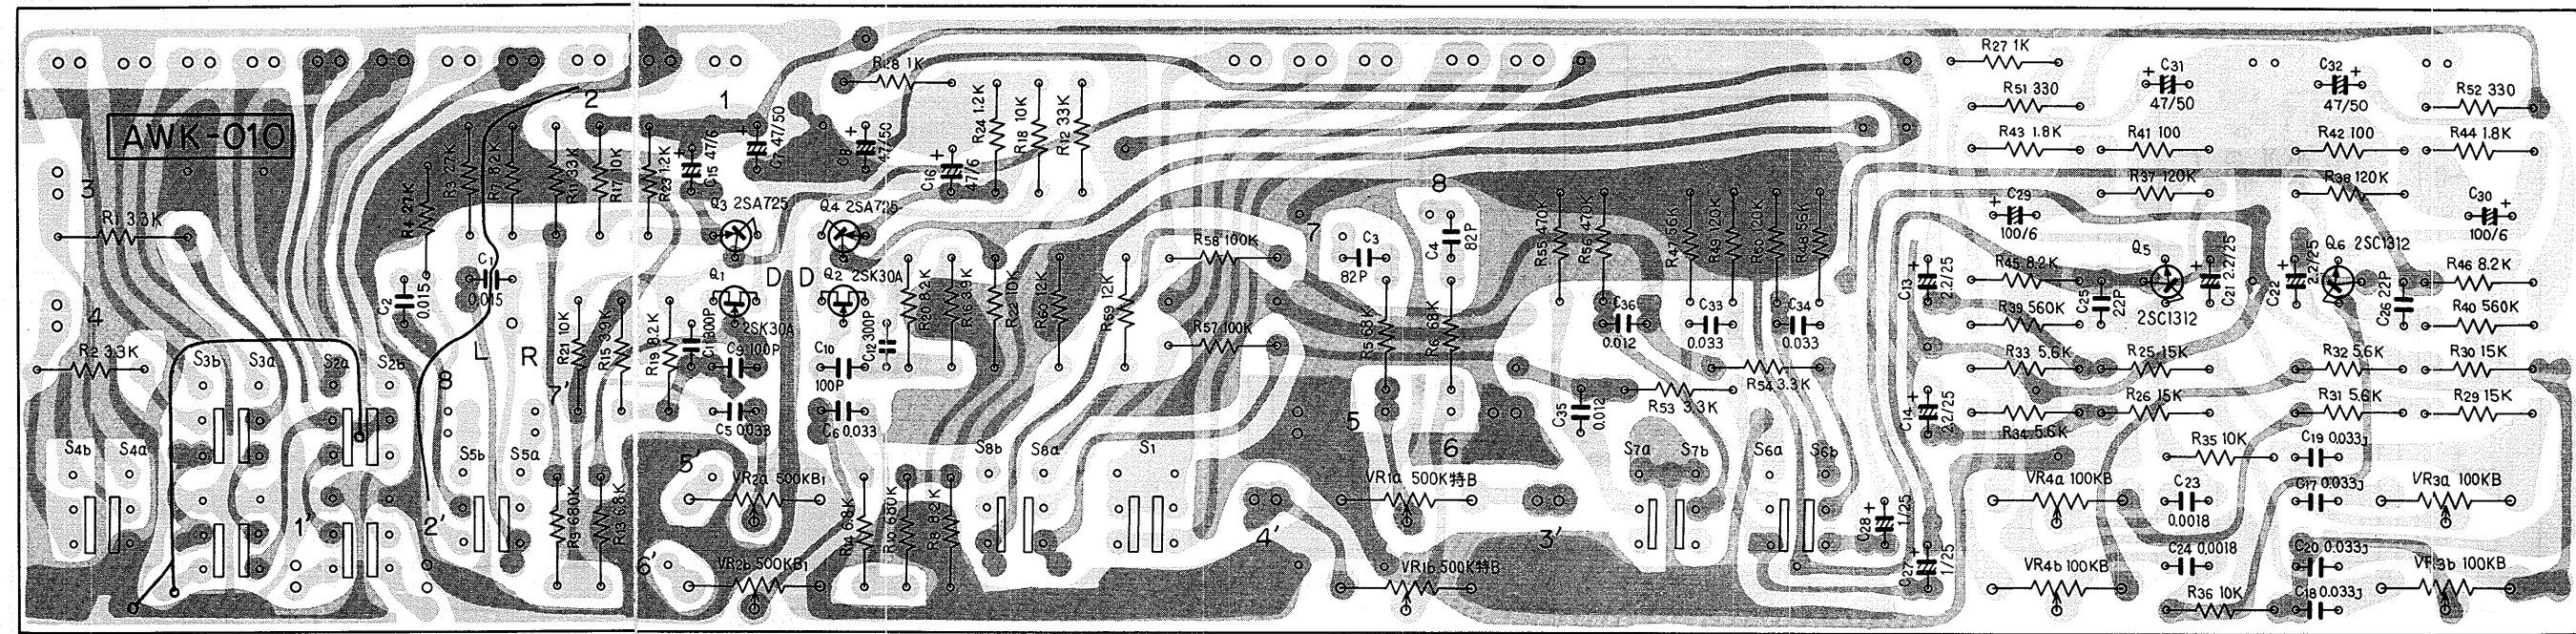 R27 1K
C31
47/50
C32
47/50
R28 1K
R51 330
R52 330
2
1
AWK-010
R3 27K
R7 8.2K
R11 33K
R17 10K
R23 1.2K
C15 47/6
C7 47/50
C8 47/50
C16 47/6
R24 1.2K
R18 10K
R12 33K
R43 1.8K
R41 100
R42 100
R44 1.8K
3
R4 27K
8
R37 120K
R38 120K
R1 3.3K
Q3 2SA725
Q4 2SA725
R58 100K
7
C3
82P
C4
82P
R55 470K
R56 470K
R47 56K
R49 120K
R50 120K
R48 56K
C29
100/6
C30
100/6
Q5
2SC1312
Q6 2SC1312
C1
0.015
C2
0.015
Q1
2SK30A
D D
Q2 2SK30A
R20 8.2K
R16 3.9K
R22 10K
R60 12K
R59 12K
C13
2.2/25
R45 8.2K
C25
22P
C21 2.2/25
C22
2.2/25
C26 22P
R46 8.2K
4
R2 3.3K
L
R
R21 10K
R15 3.9K
R19 8.2K
C11 300P
C9 100P
C10
100P
C12 300P
R57 100K
R5 68K
R6 68K
C36
0.012
C33
0.033
C34
0.033
R39 560K
R40 560K
S3b
S3a
S2a
S2b
8
7'
R54 3.3K
R33 5.6K
R25 15K
R32 5.6K
R30 15K
C5 0.033
C6 0.033
5
C35
0.012
R53 3.3K
C14
2.2/25
R26 15K
R31 5.6K
R29 15K
S4b
S4a
S5b
S5a
5'
S8b
S8a
S1
6
S7a
S7b
S6a
S6b
R34 5.6K
R35 10K
C19 0.033J
VR2a 500KB1
VR1a 500K特B
VR4a 100KB
C23
0.0018
C17 0.033J
VR3a 100KB
1'
2'
R9 680K
R13 6.8K
R14 6.8K
R10 680K
R8 8.2K
4'
3'
C28
1/25
6'
VR2b 500KB1
VR1b 500K特B
C27
1/25
VR4b 100KB
C24 0.0018
C20 0.033J
VR3b 100KB
R36 10K
C18 0.033J